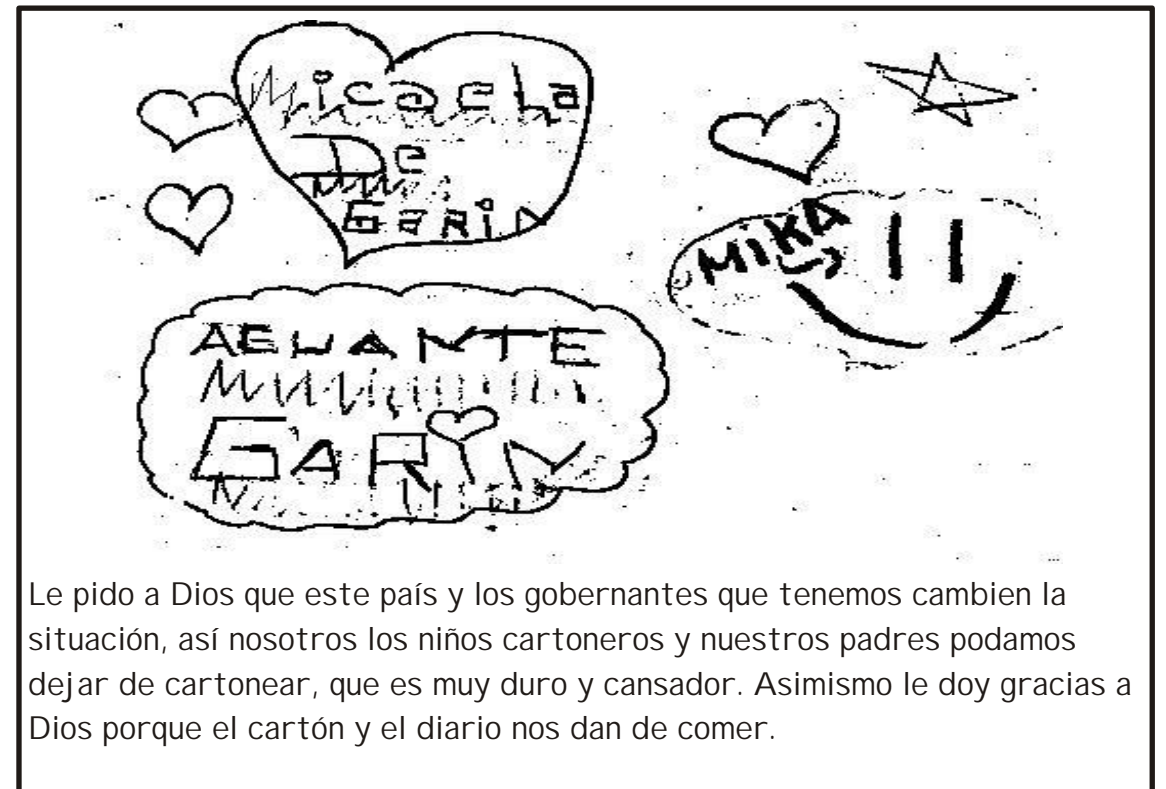 Micaela
De
GARIN
MIKA
AGUANTE
GARIN
Le pido a Dios que este país y los gobernantes que tenemos cambien la
situación, así nosotros los niños cartoneros y nuestros padres podamos
dejar de cartonear, que es muy duro y cansador. Asimismo le doy gracias a
Dios porque el cartón y el diario nos dan de comer.